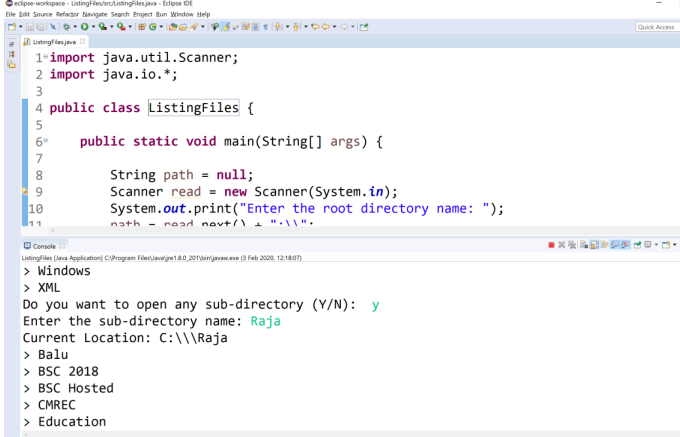 eclipse-workspace - ListingFiles/src/ListingFiles.java - Eclipse IDE
File Edit Source Refactor Navigate Search Project Run Window Help
Quick Access
ListingFiles.java
1 import java.util.Scanner;
2 import java.io.*;
3
4 public class ListingFiles {
5
6 public static void main(String[] args) {
7
8 String path = null;
9 Scanner read = new Scanner(System.in);
10 System.out.print("Enter the root directory name: ");
11 path = read.next() + ":\\";
Console
ListingFiles [Java Application] C:\Program Files\Java\jre1.8.0_201\bin\javaw.exe (3 Feb 2020, 12:18:07)
> Windows
> XML
Do you want to open any sub-directory (Y/N): y
Enter the sub-directory name: Raja
Current Location: C:\\\Raja
> Balu
> BSC 2018
> BSC Hosted
> CMREC
> Education